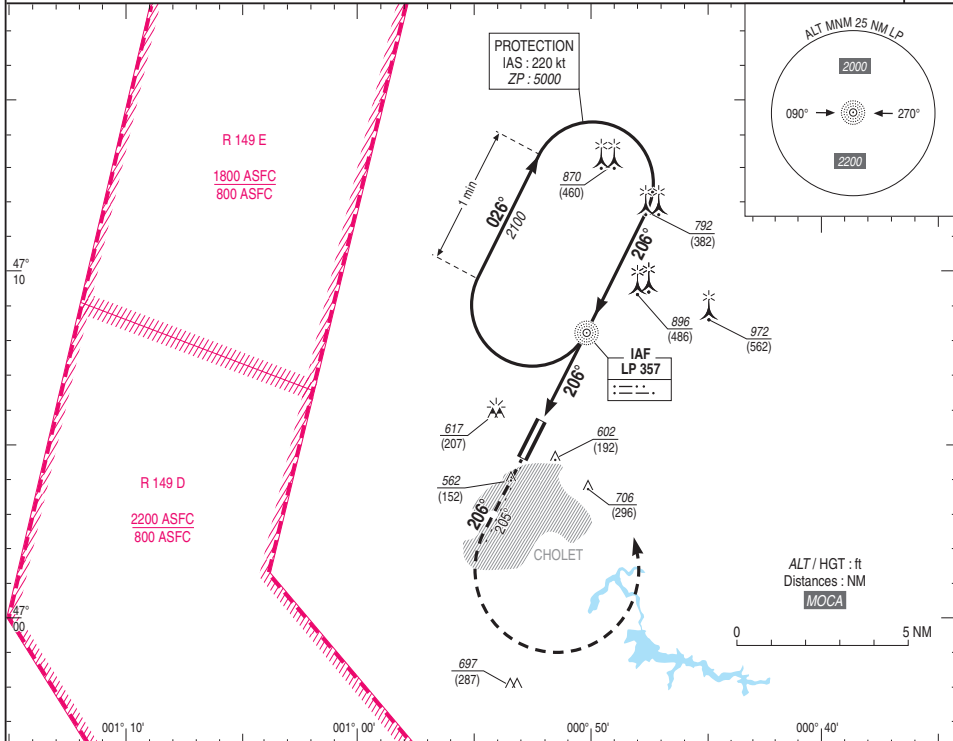 PROTECTION
IAS : 220 kt
ZP : 5000
ALT MNM 25 NM LP
2000
090°
270°
2200
R 149 E
1800 ASFC
800 ASFC
1 min
026°
2100
870
(460)
792
(382)
206°
47°
10
896
(486)
972
(562)
IAF
LP 357
206°
617
(207)
602
(192)
562
(152)
706
(296)
R 149 D
2200 ASFC
800 ASFC
206°
205°
CHOLET
ALT / HGT : ft
Distances : NM
MOCA
47°
00
0
5 NM
697
(287)
001° 10'
001° 00'
000° 50'
000° 40'